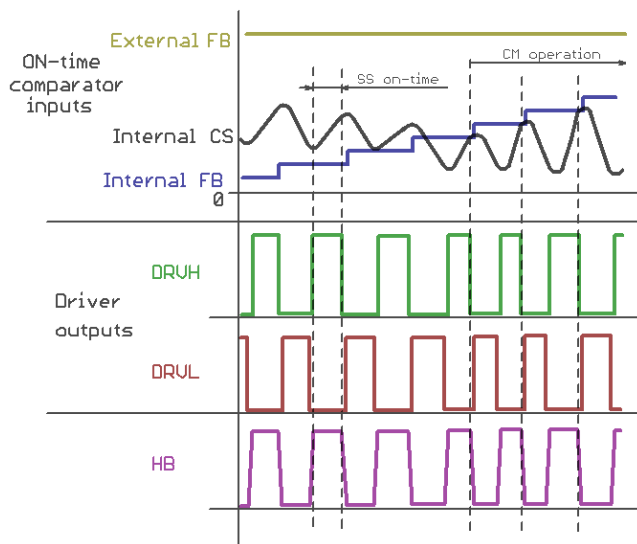 External FB
ON-time
comparator
inputs
CM operation
SS on-time
Internal CS
Internal FB
0
DRVH
Driver
outputs
DRVL
HB